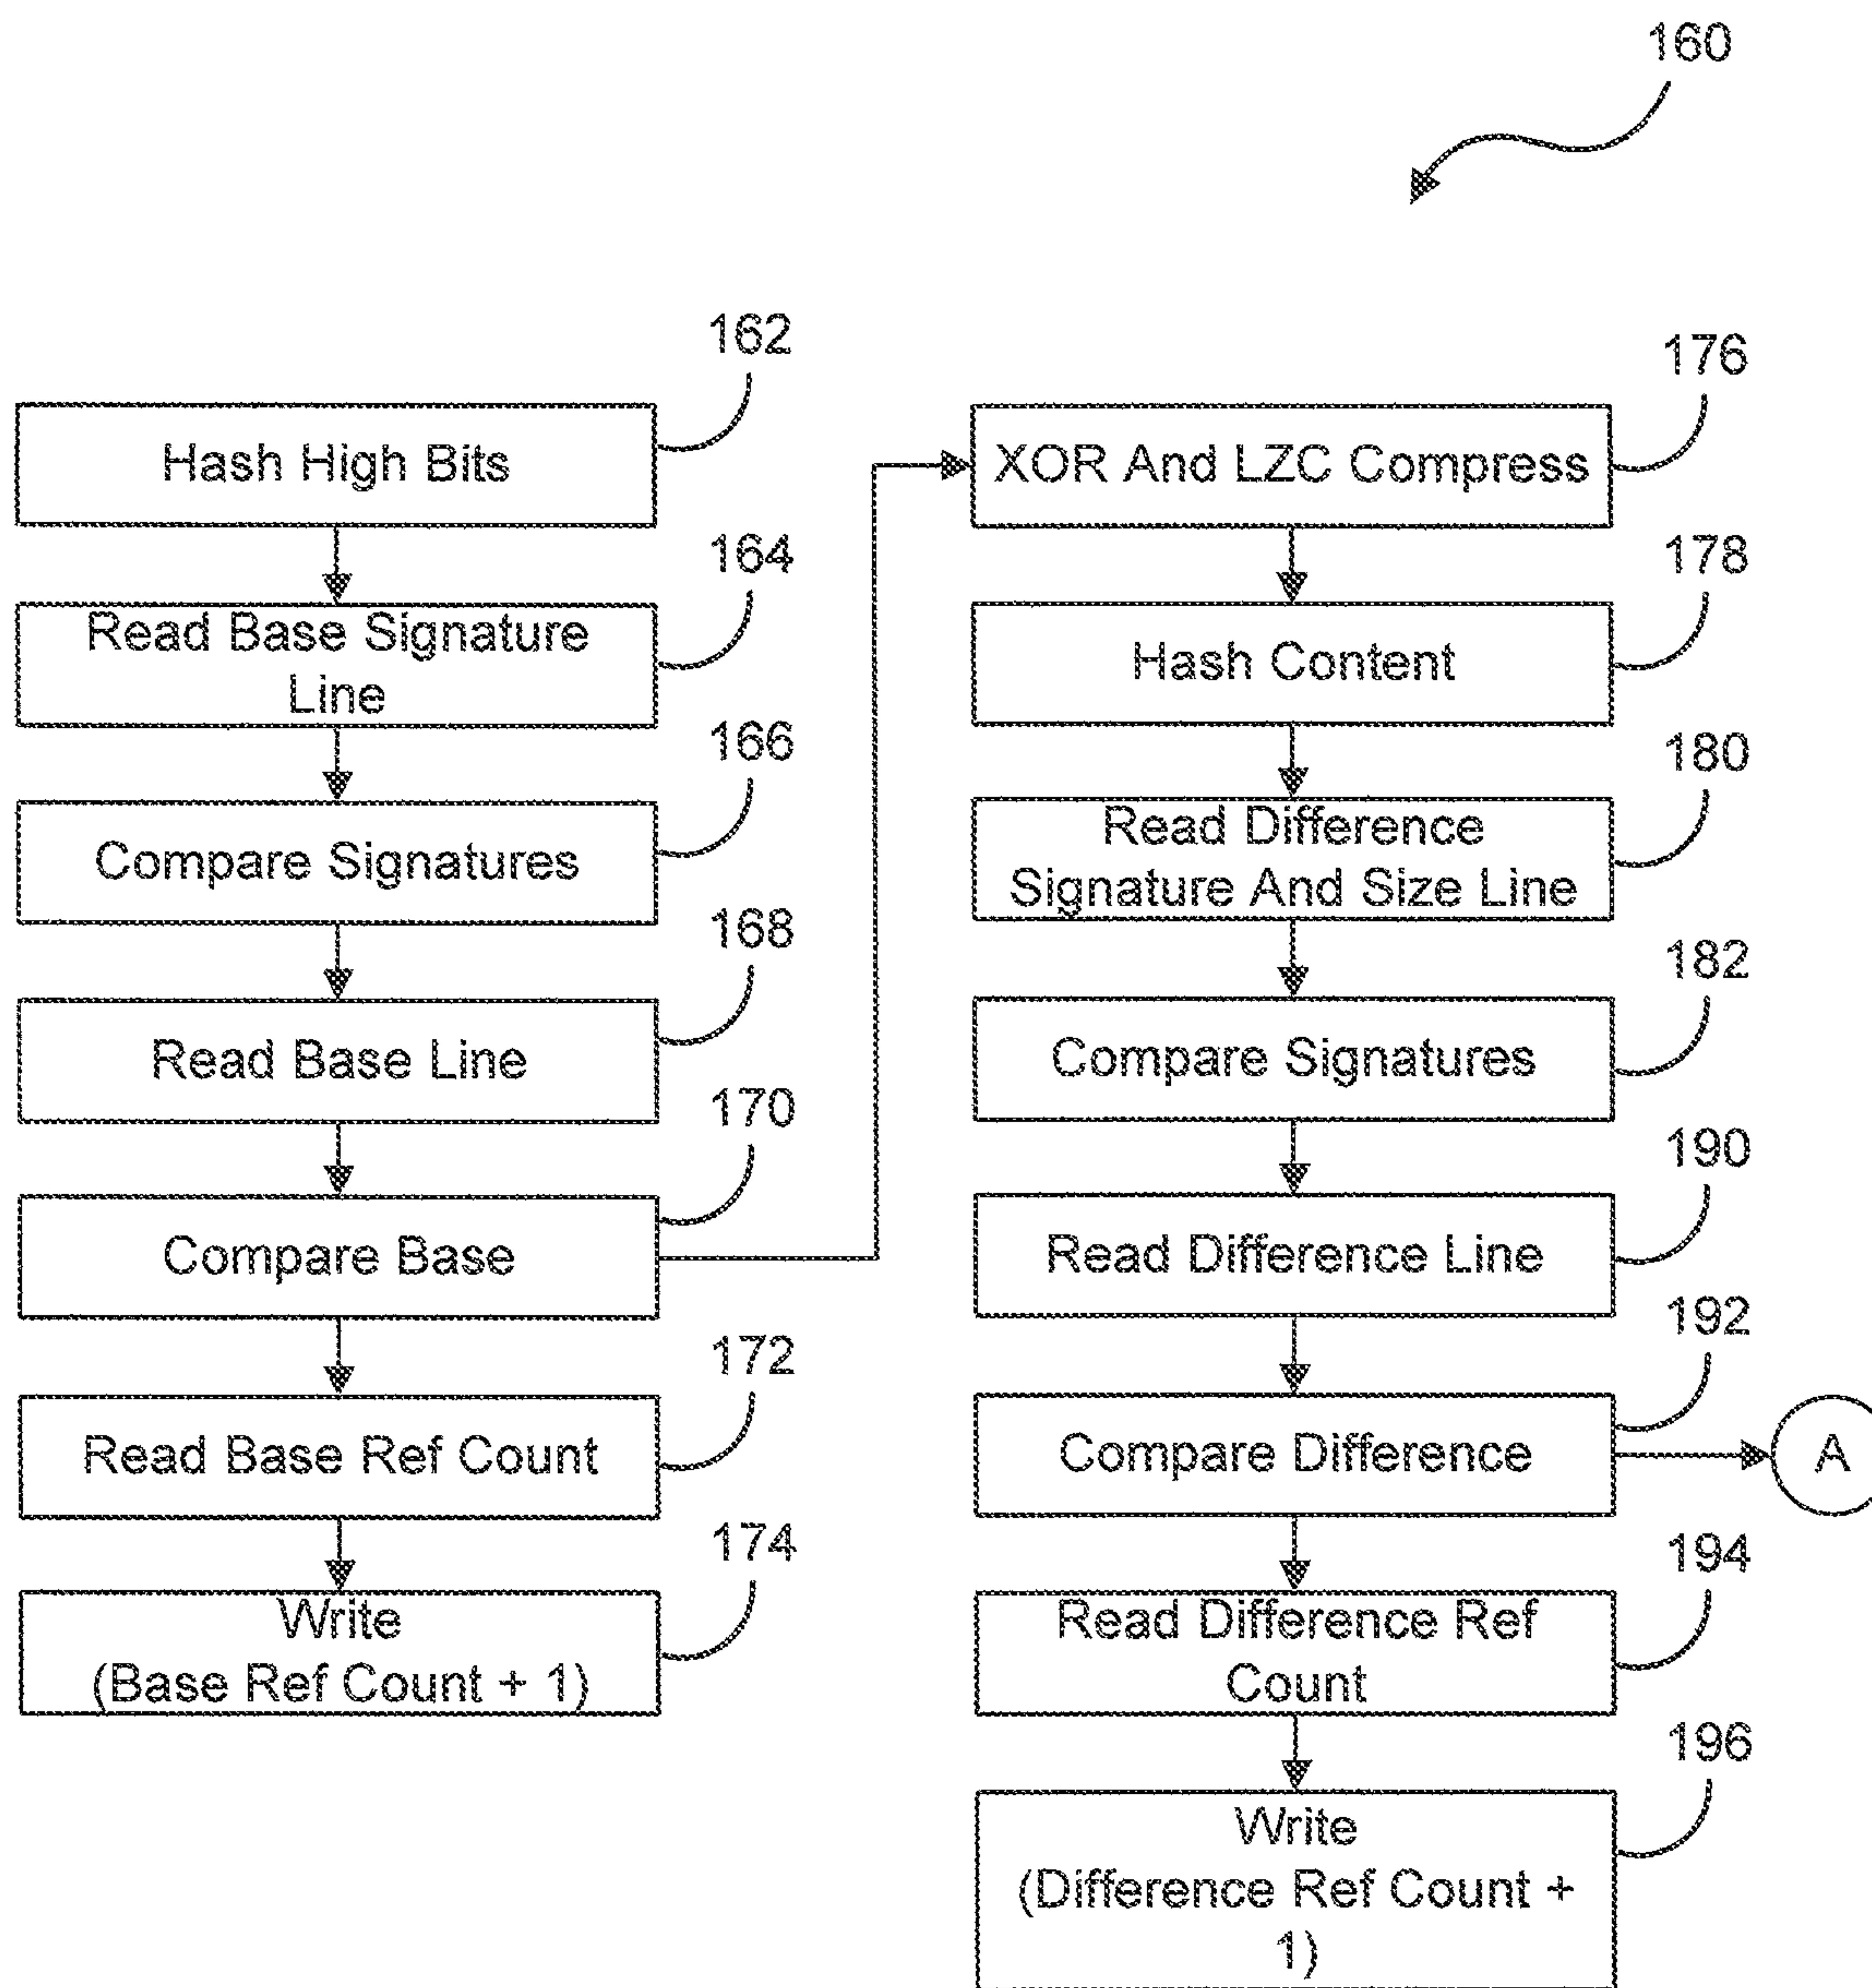 160
162
Hash High Bits
164
Read Base Signature
Line
166
Compare Signatures
168
Read Base Line
170
Compare Base
172
Read Base Ref Count
174
Write
(Base Ref Count + 1)
176
XOR And LZC Compress
178
Hash Content
180
Read Difference
Signature And Size Line
182
Compare Signatures
190
Read Difference Line
192
Compare Difference
A
194
Read Difference Ref
Count
196
Write
(Difference Ref Count +
1)